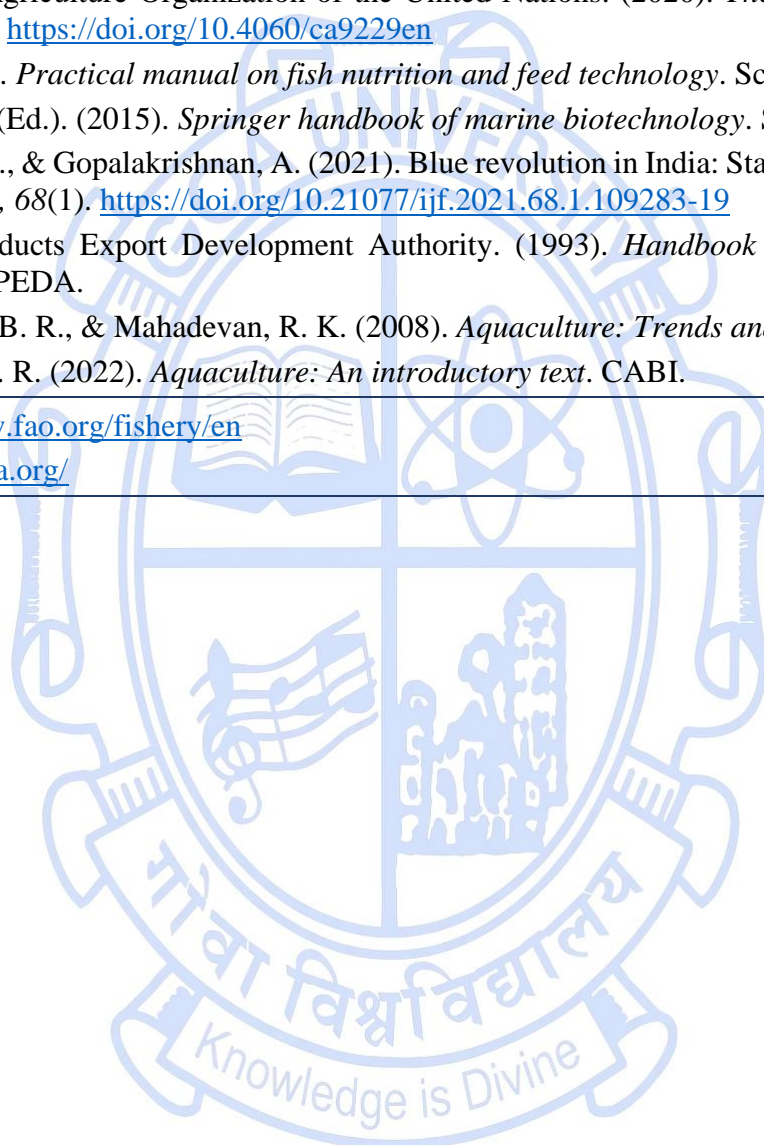 griculture Organization of the United Nations. (2020). The
https://doi.org/10.4060/ca9229en
. Practical manual on fish nutrition and feed technology. Sc
(Ed.). (2015). Springer handbook of marine biotechnology. S
., & Gopalakrishnan, A. (2021). Blue revolution in India: Sta
, 68(1). https://doi.org/10.21077/ijf.2021.68.1.109283-19
ducts Export Development Authority. (1993). Handbook
PEDA.
B. R., & Mahadevan, R. K. (2008). Aquaculture: Trends and
. R. (2022). Aquaculture: An introductory text. CABI.
.fao.org/fishery/en
a.org/
GOA UNIVERSITY
गोंवा विश्वविद्यालय
Knowledge is Divine